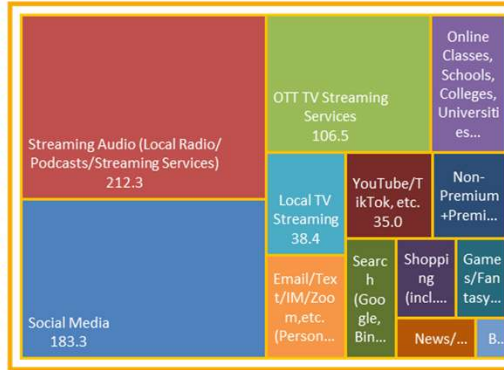 Streaming Audio (Local Radio/
Podcasts/Streaming Services)
212.3
Social Media
183.3
OTT TV Streaming
Services
106.5
Online
Classes,
Schools,
Colleges,
Universiti
es...
Local TV
Streaming
38.4
YouTube/T
ikTok, etc.
35.0
Non-
Premium
+Premi...
Email/Tex
t/IM/Zoo
m,etc.
(Person...
Searc
h
(Goo
gle,
Bin...
Shoppin
g
(incl....
Game
s/Fan
tasy...
News/...
B...